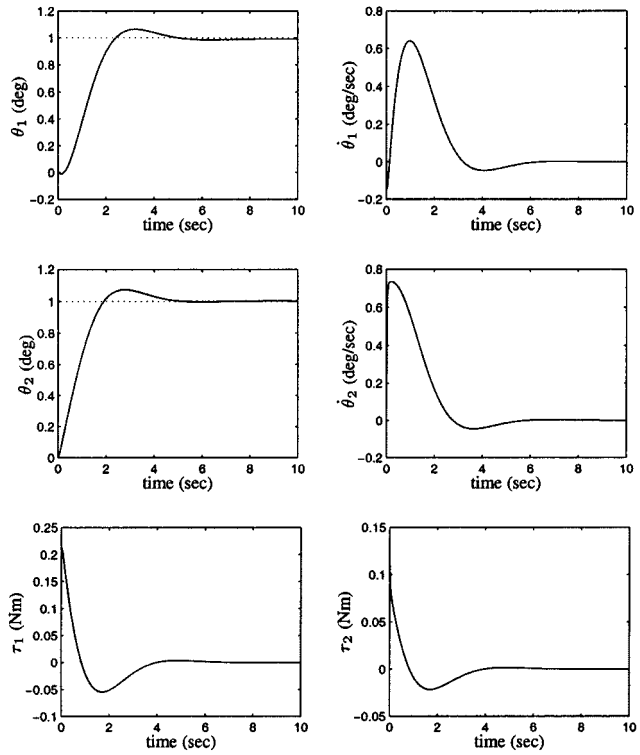 1.2
1
0.8
0.6
0.4
0.2
0
−0.2
θ₁ (deg)
0 2 4 6 8 10
time (sec)
0.8
0.6
0.4
0.2
0
−0.2
θ̇₁ (deg/sec)
0 2 4 6 8 10
time (sec)
1.2
1
0.8
0.6
0.4
0.2
0
θ₂ (deg)
0 2 4 6 8 10
time (sec)
0.8
0.6
0.4
0.2
0
−0.2
θ̇₂ (deg/sec)
0 2 4 6 8 10
time (sec)
0.25
0.2
0.15
0.1
0.05
0
−0.05
−0.1
τ₁ (Nm)
0 2 4 6 8 10
time (sec)
0.15
0.1
0.05
0
−0.05
τ₂ (Nm)
0 2 4 6 8 10
time (sec)